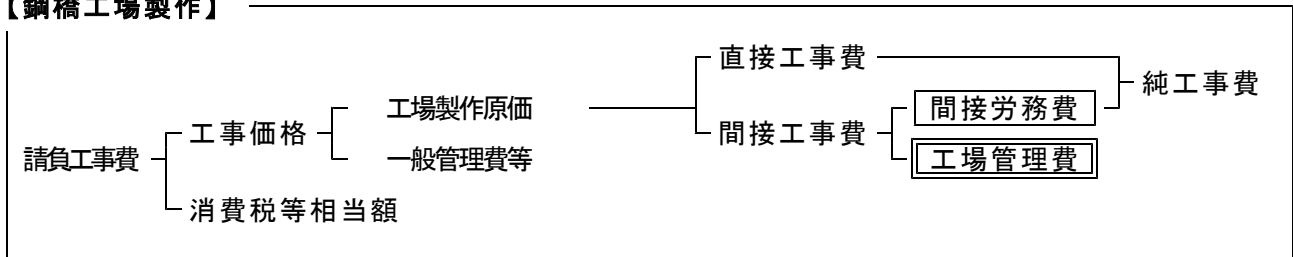 【鋼橋工場製作】
直接工事費
純工事費
工場製作原価
間接労務費
工事価格
間接工事費
請負工事費
一般管理費等
工場管理費
消費税等相当額